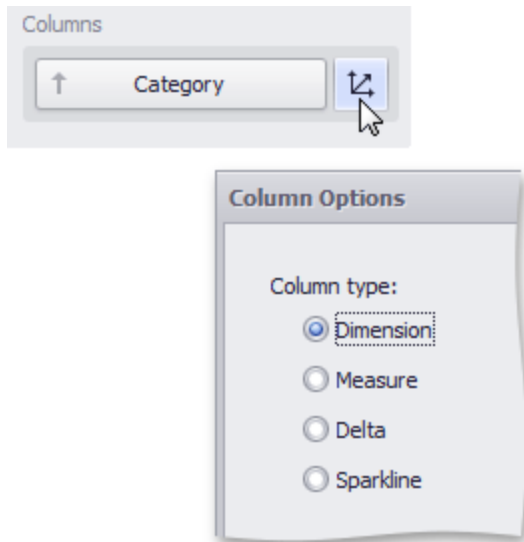 Columns
Category
Column Options
Column type:
Dimension
Measure
Delta
Sparkline